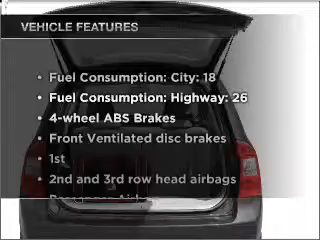 VEHICLE FEATURES
• Fuel Consumption: City: 18
• Fuel Consumption: Highway: 26
• 4-wheel ABS Brakes
• Front Ventilated disc brakes
• 1st
• 2nd and 3rd row head airbags